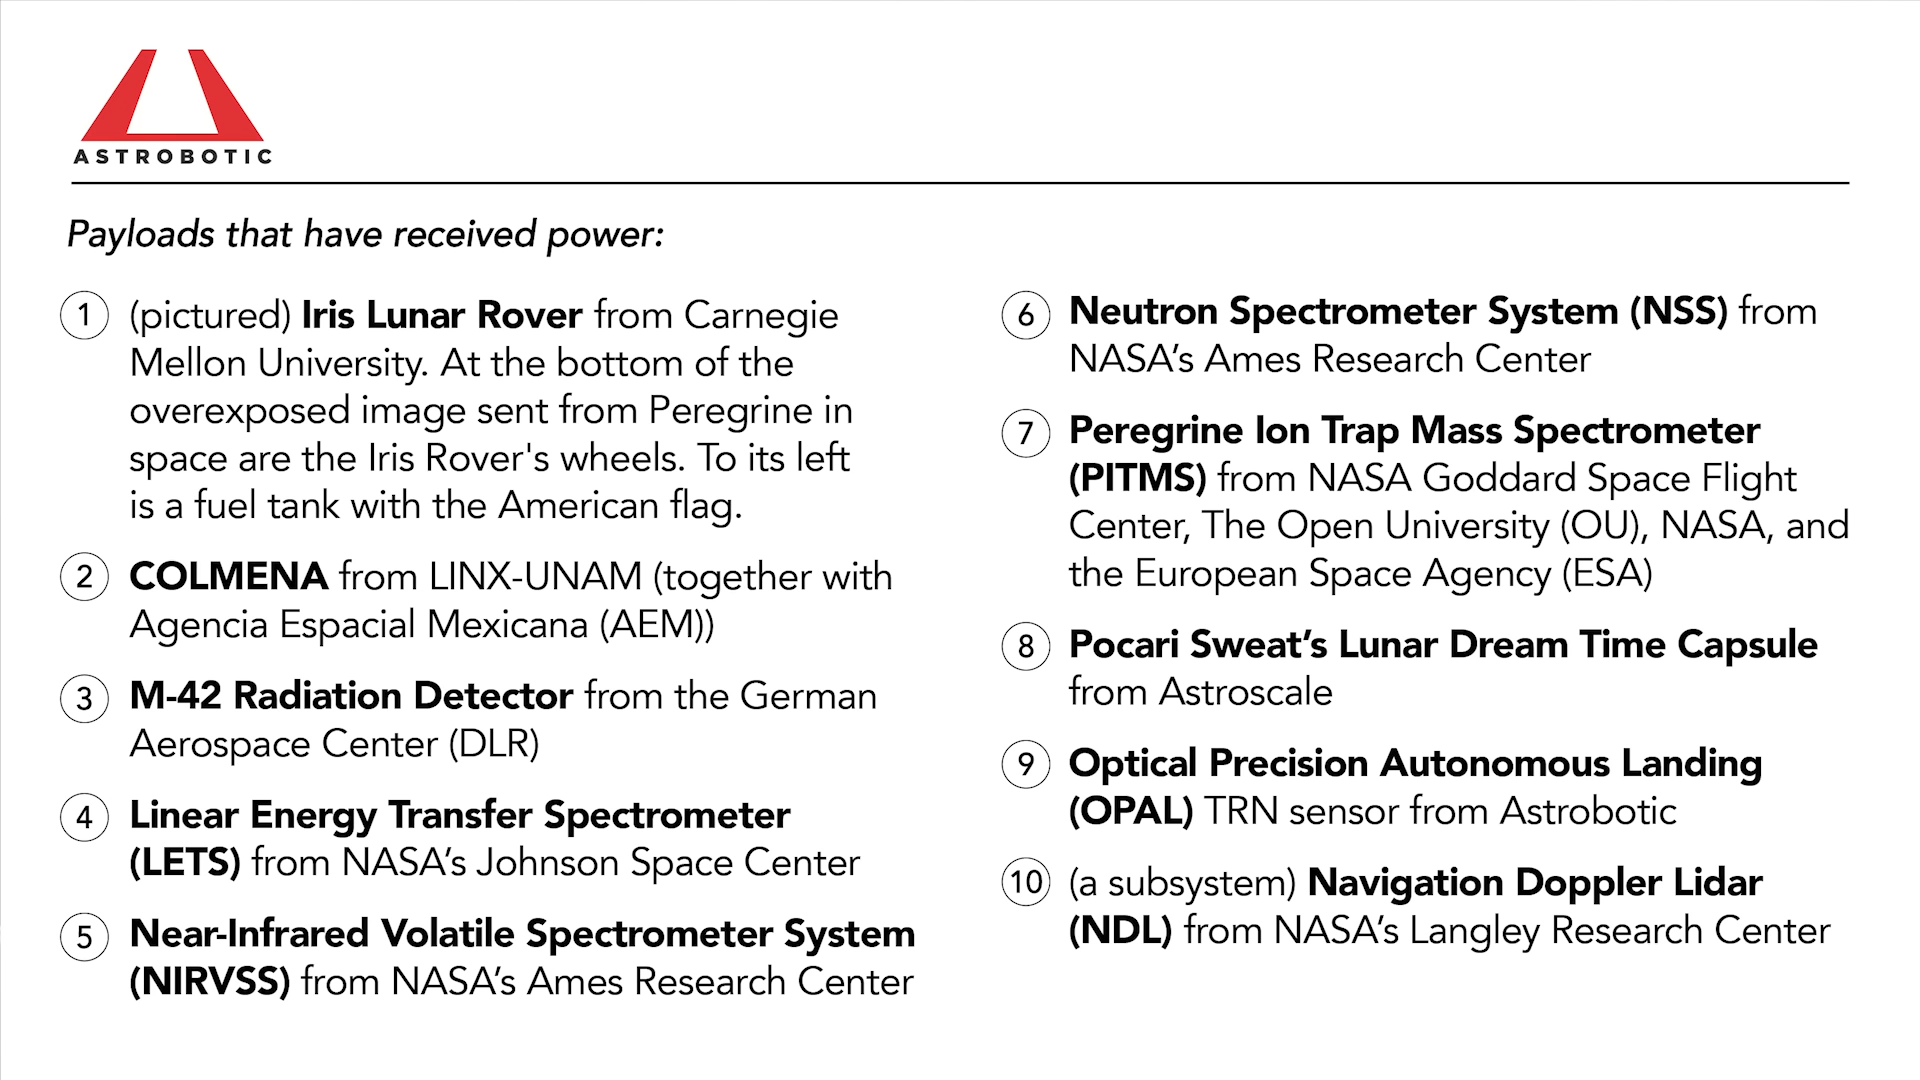 ASTROBOTIC
Payloads that have received power:
1 (pictured) Iris Lunar Rover from Carnegie
Mellon University. At the bottom of the
overexposed image sent from Peregrine in
space are the Iris Rover's wheels. To its left
is a fuel tank with the American flag.
2 COLMENA from LINX-UNAM (together with
Agencia Espacial Mexicana (AEM))
3 M-42 Radiation Detector from the German
Aerospace Center (DLR)
4 Linear Energy Transfer Spectrometer
(LETS) from NASA’s Johnson Space Center
5 Near-Infrared Volatile Spectrometer System
(NIRVSS) from NASA’s Ames Research Center
6 Neutron Spectrometer System (NSS) from
NASA’s Ames Research Center
7 Peregrine Ion Trap Mass Spectrometer
(PITMS) from NASA Goddard Space Flight
Center, The Open University (OU), NASA, and
the European Space Agency (ESA)
8 Pocari Sweat’s Lunar Dream Time Capsule
from Astroscale
9 Optical Precision Autonomous Landing
(OPAL) TRN sensor from Astrobotic
10 (a subsystem) Navigation Doppler Lidar
(NDL) from NASA’s Langley Research Center